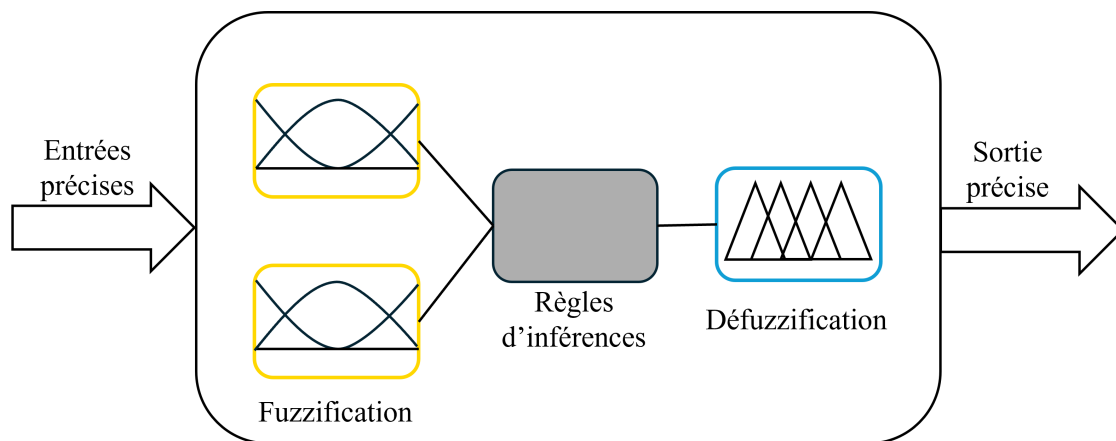 Entrées
précises
Fuzzification
Règles
d’inférences
Défuzzification
Sortie
précise